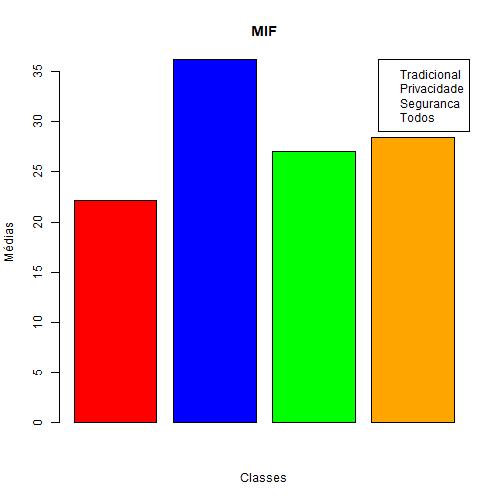 MIF
Tradicional
Privacidade
Seguranca
Todos
35
30
25
20
15
10
5
0
Médias
Classes